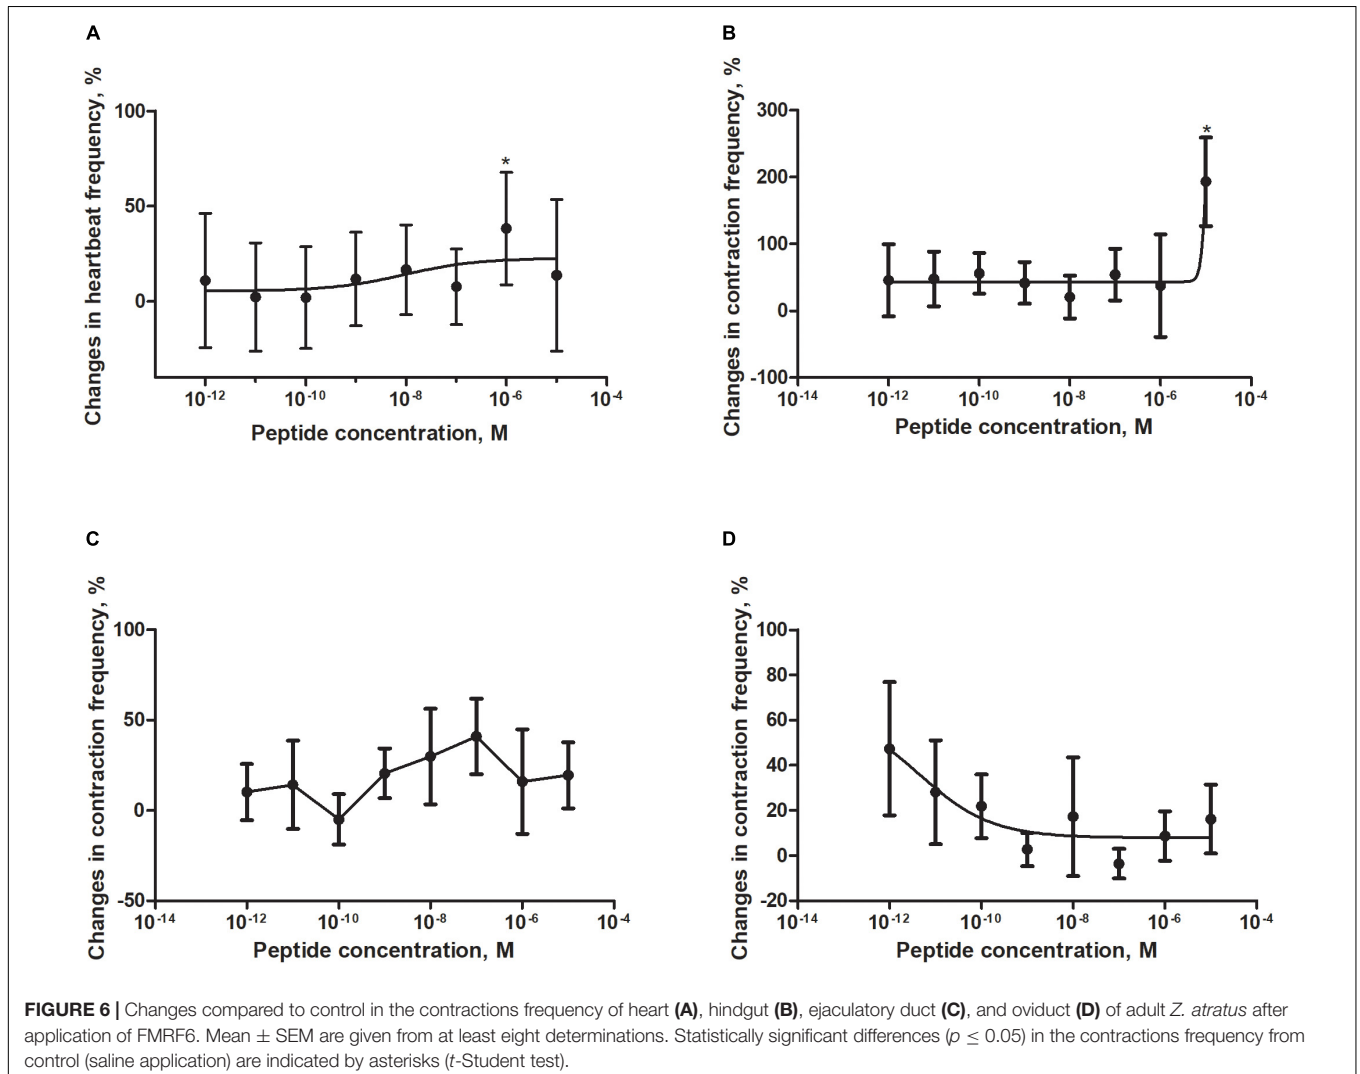 A
Changes in heartbeat frequency, %
100
50
0
10-12
10-10
10-8
10-6
10-4
Peptide concentration, M
*
B
Changes in contraction frequency, %
300
200
100
0
-100
10-14
10-12
10-10
10-8
10-6
10-4
Peptide concentration, M
*
C
Changes in contraction frequency, %
100
50
0
-50
10-14
10-12
10-10
10-8
10-6
10-4
Peptide concentration, M
D
Changes in contraction frequency, %
100
80
60
40
20
0
-20
10-14
10-12
10-10
10-8
10-6
10-4
Peptide concentration, M
FIGURE 6 | Changes compared to control in the contractions frequency of heart (A), hindgut (B), ejaculatory duct (C), and oviduct (D) of adult Z. atratus after
application of FMRF6. Mean ± SEM are given from at least eight determinations. Statistically significant differences (p ≤ 0.05) in the contractions frequency from
control (saline application) are indicated by asterisks (t-Student test).